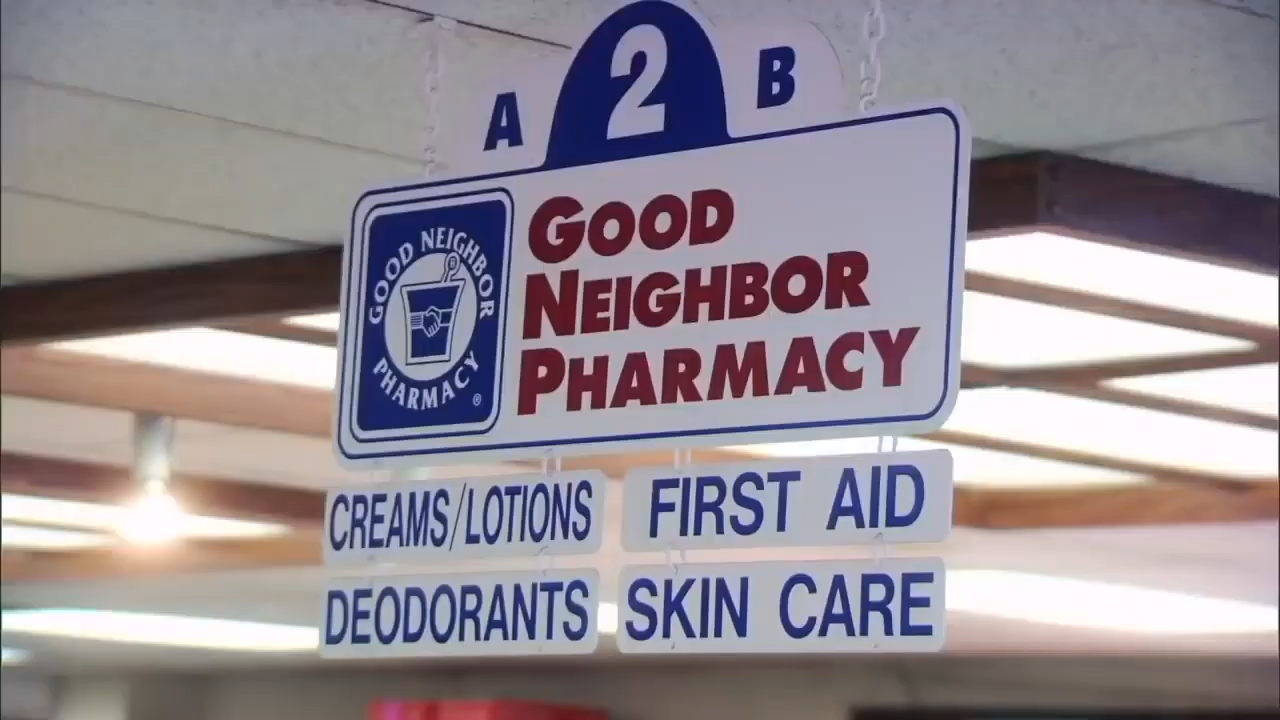 A 2 B
GOOD NEIGHBOR
PHARMACY®
GOOD
NEIGHBOR
PHARMACY
CREAMS/LOTIONS
FIRST AID
DEODORANTS
SKIN CARE